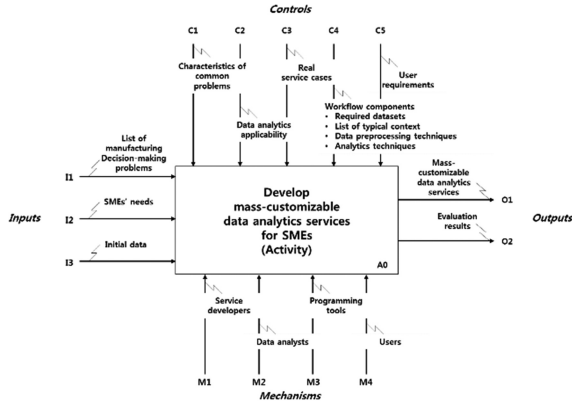 Controls
C1
C2
C3
C4
C5
Characteristics of
common
problems
Data analytics
applicability
Real
service cases
Workflow components
• Required datasets
• List of typical context
• Data preprocessing techniques
• Analytics techniques
User
requirements
Inputs
I1
List of
manufacturing
Decision-making
problems
I2
SMEs' needs
I3
Initial data
Develop
mass-customizable
data analytics services
for SMEs
(Activity)
A0
Mass-
customizable
data analytics
services
O1
Evaluation
results
O2
Outputs
Service
developers
Data analysts
Programming
tools
Users
M1
M2
M3
M4
Mechanisms